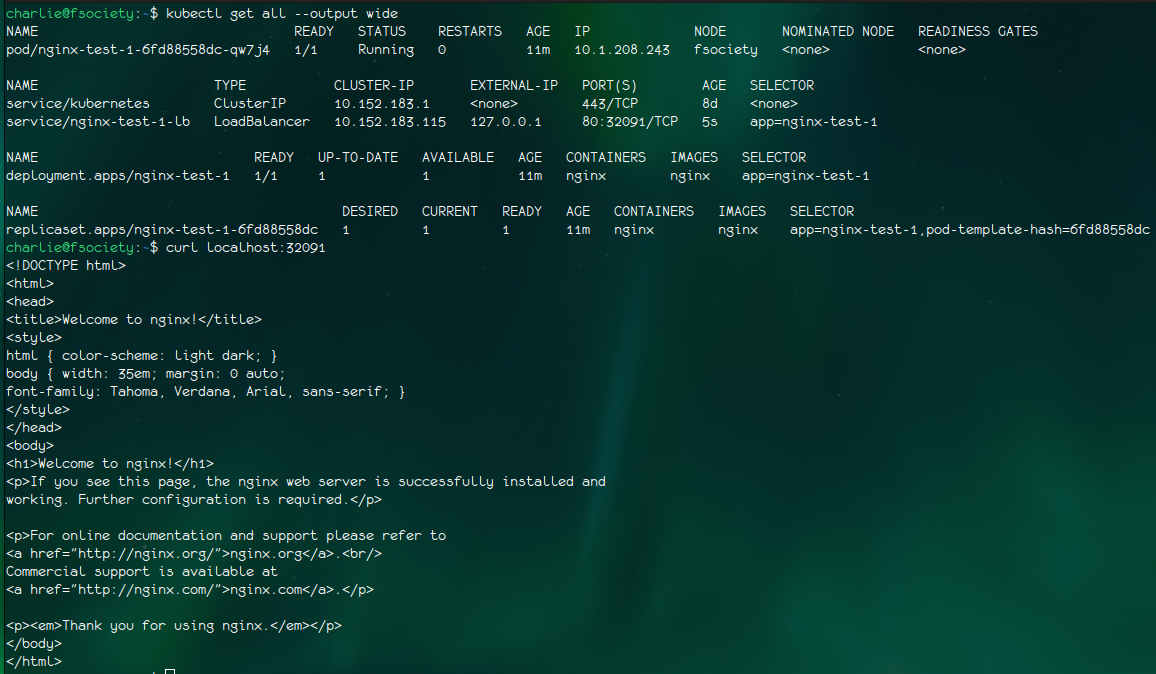 charlie@fsociety:~$ kubectl get all --output wide
NAME READY STATUS RESTARTS AGE IP NODE NOMINATED NODE READINESS GATES
pod/nginx-test-1-6fd88558dc-qw7j4 1/1 Running 0 11m 10.1.208.243 fsociety <none> <none>
NAME TYPE CLUSTER-IP EXTERNAL-IP PORT(S) AGE SELECTOR
service/kubernetes ClusterIP 10.152.183.1 <none> 443/TCP 8d <none>
service/nginx-test-1-lb LoadBalancer 10.152.183.115 127.0.0.1 80:32091/TCP 5s app=nginx-test-1
NAME READY UP-TO-DATE AVAILABLE AGE CONTAINERS IMAGES SELECTOR
deployment.apps/nginx-test-1 1/1 1 1 11m nginx nginx app=nginx-test-1
NAME DESIRED CURRENT READY AGE CONTAINERS IMAGES SELECTOR
replicaset.apps/nginx-test-1-6fd88558dc 1 1 1 11m nginx nginx app=nginx-test-1,pod-template-hash=6fd88558dc
charlie@fsociety:~$ curl localhost:32091
<!DOCTYPE html>
<html>
<head>
<title>Welcome to nginx!</title>
<style>
html { color-scheme: light dark; }
body { width: 35em; margin: 0 auto;
font-family: Tahoma, Verdana, Arial, sans-serif; }
</style>
</head>
<body>
<h1>Welcome to nginx!</h1>
<p>If you see this page, the nginx web server is successfully installed and
working. Further configuration is required.</p>
<p>For online documentation and support please refer to
<a href="http://nginx.org/">nginx.org</a>.<br/>
Commercial support is available at
<a href="http://nginx.com/">nginx.com</a>.</p>
<p><em>Thank you for using nginx.</em></p>
</body>
</html>